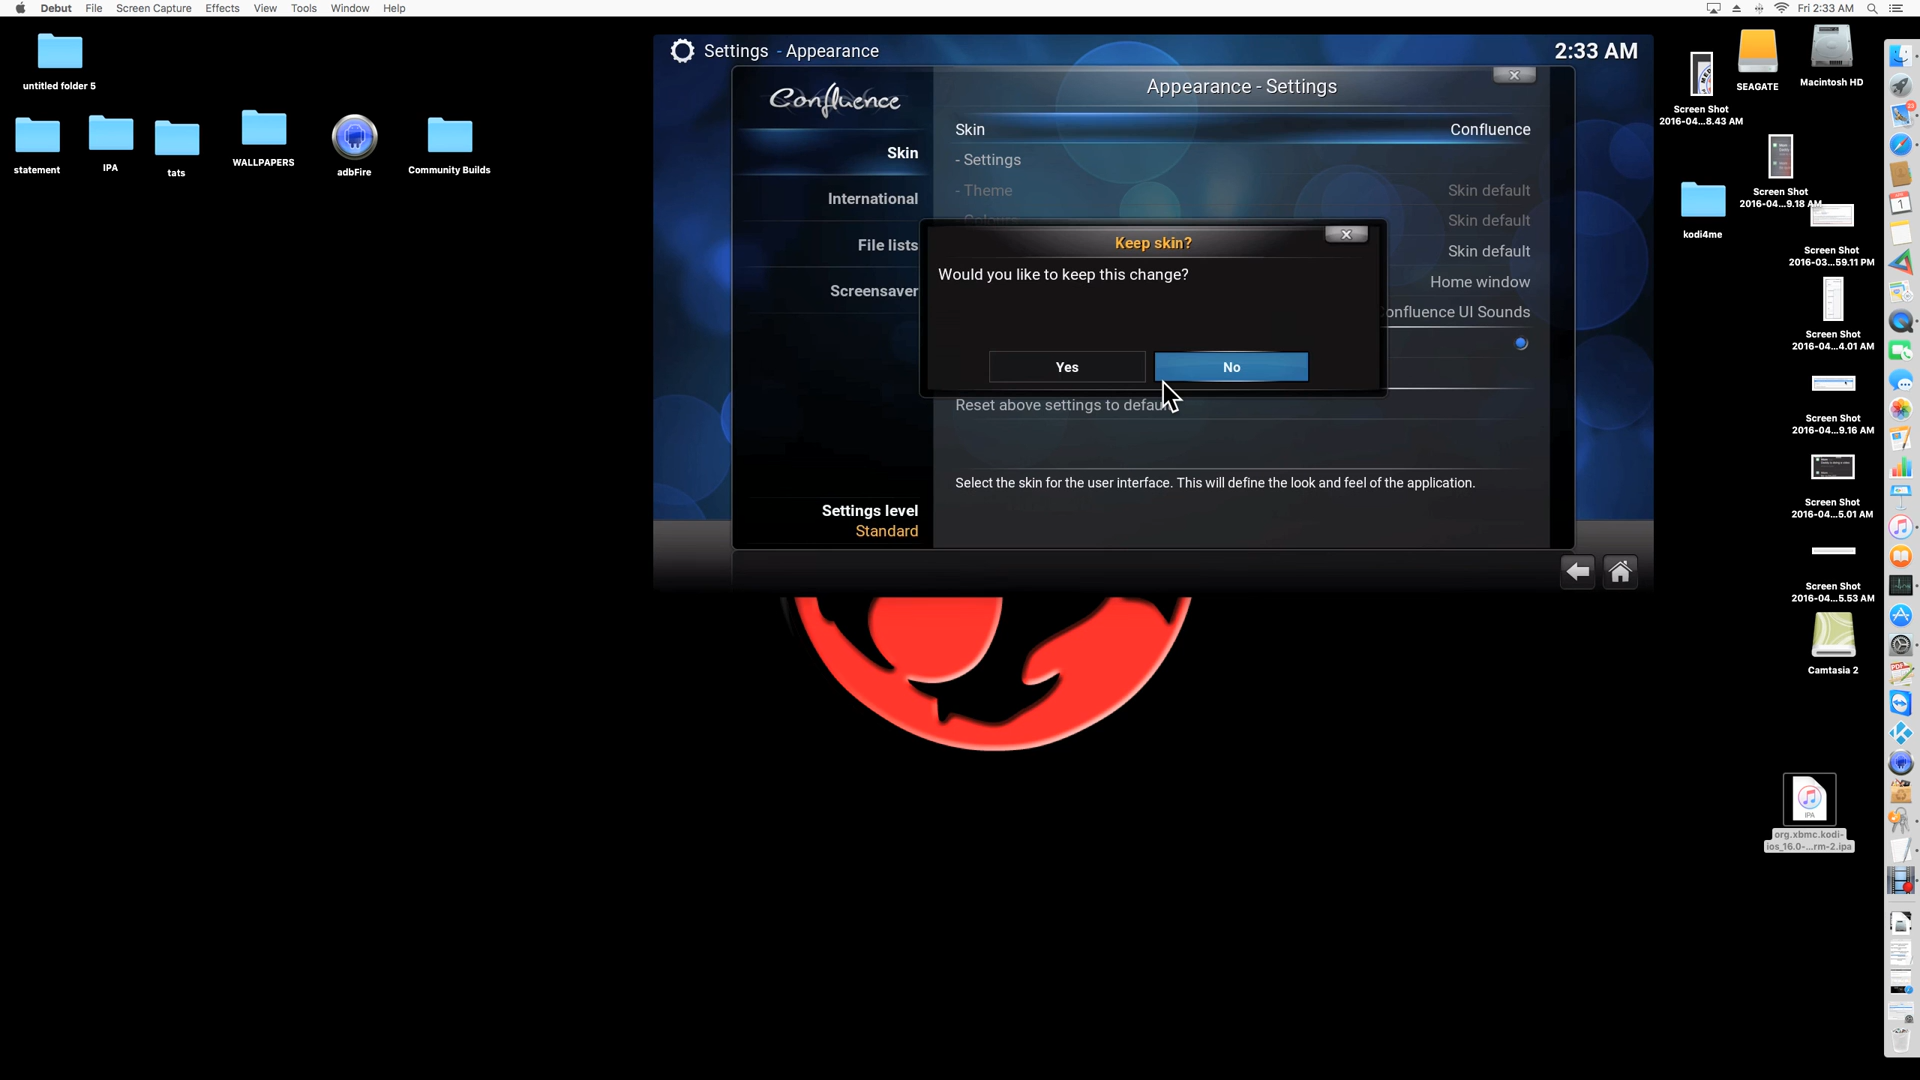 Debut File Screen Capture Effects View Tools Window Help
Fri 2:33 AM
untitled folder 5
statement
IPA
tats
WALLPAPERS
adbFire
Community Builds
Settings - Appearance
2:33 AM
Confluence
Skin
International
File lists
Screensaver
Settings level
Standard
Appearance - Settings
Skin Confluence
- Settings
- Theme Skin default
- Colours Skin default
Skin default
Home window
onfluence UI Sounds
Keep skin?
Would you like to keep this change?
Yes No
Reset above settings to defau
Select the skin for the user interface. This will define the look and feel of the application.
Screen Shot
2016-04...8.43 AM
SEAGATE
Macintosh HD
Screen Shot
2016-04...9.18 AM
kodi4me
Screen Shot
2016-03...59.11 PM
Screen Shot
2016-04...4.01 AM
Screen Shot
2016-04...9.16 AM
Screen Shot
2016-04...5.01 AM
Screen Shot
2016-04...5.53 AM
Camtasia 2
IPA
org.xbmc.kodi-
ios_16.0-...rm-2.ipa